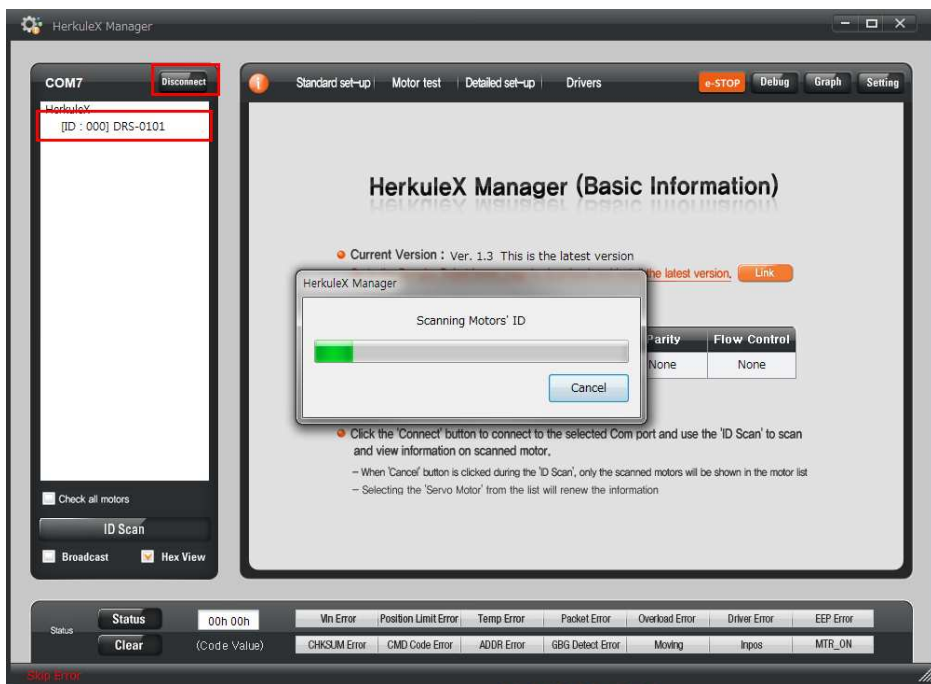 HerkuleX Manager
COM7
Disconnect
HerkuleX
[ID : 000] DRS-0101
Check all motors
ID Scan
Broadcast
Hex View
Standard set-up
Motor test
Detailed set-up
Drivers
e-STOP
Debug
Graph
Setting
HerkuleX Manager (Basic Information)
Current Version : Ver. 1.3 This is the latest version
the latest version,
Link
HerkuleX Manager
Scanning Motors' ID
Cancel
Parity
Flow Control
None
None
Click the 'Connect' button to connect to the selected Com port and use the 'ID Scan' to scan
and view information on scanned motor,
– When 'Cancel' button is clicked during the 'ID Scan', only the scanned motors will be shown in the motor list
– Selecting the 'Servo Motor' from the list will renew the information
Status
Status
00h 00h
Vin Error
Position Limit Error
Temp Error
Packet Error
Overload Error
Driver Error
EEP Error
Clear
(Code Value)
CHKSUM Error
CMD Code Error
ADDR Error
GBG Detect Error
Moving
Inpos
MTR_ON
Skip Error